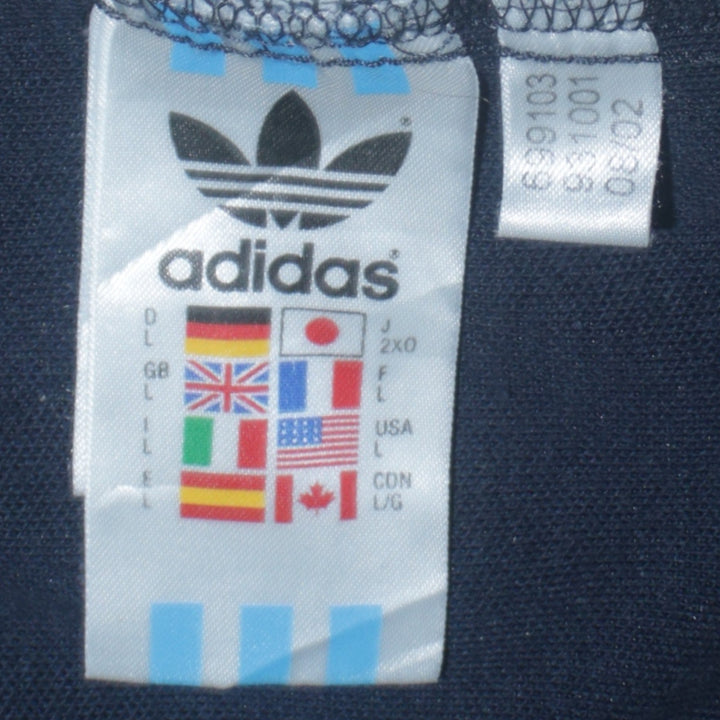 adidas®
D
L
J
2XO
GB
L
F
L
I
L
USA
L
E
L
CDN
L/G
699103
931001
08/02